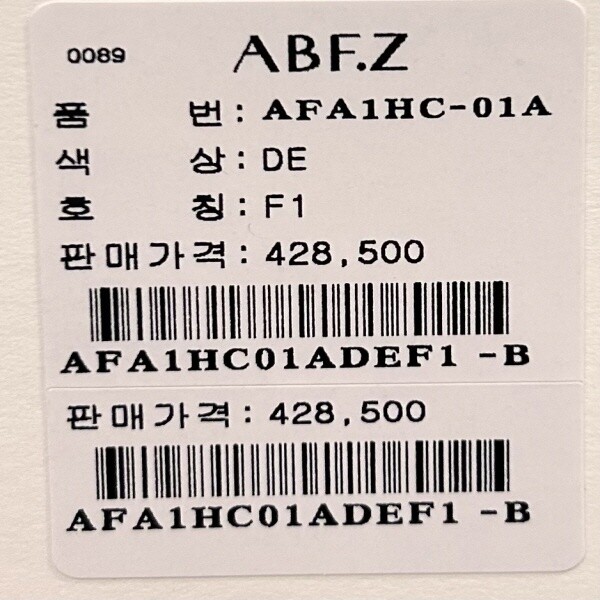 0089 ABF.Z
품 번 : AFA1HC-01A
색 상 : DE
호 칭 : F1
판매가격 : 428,500
AFA1HC01ADEF1 -B
판매가격 : 428,500
AFA1HC01ADEF1 -B